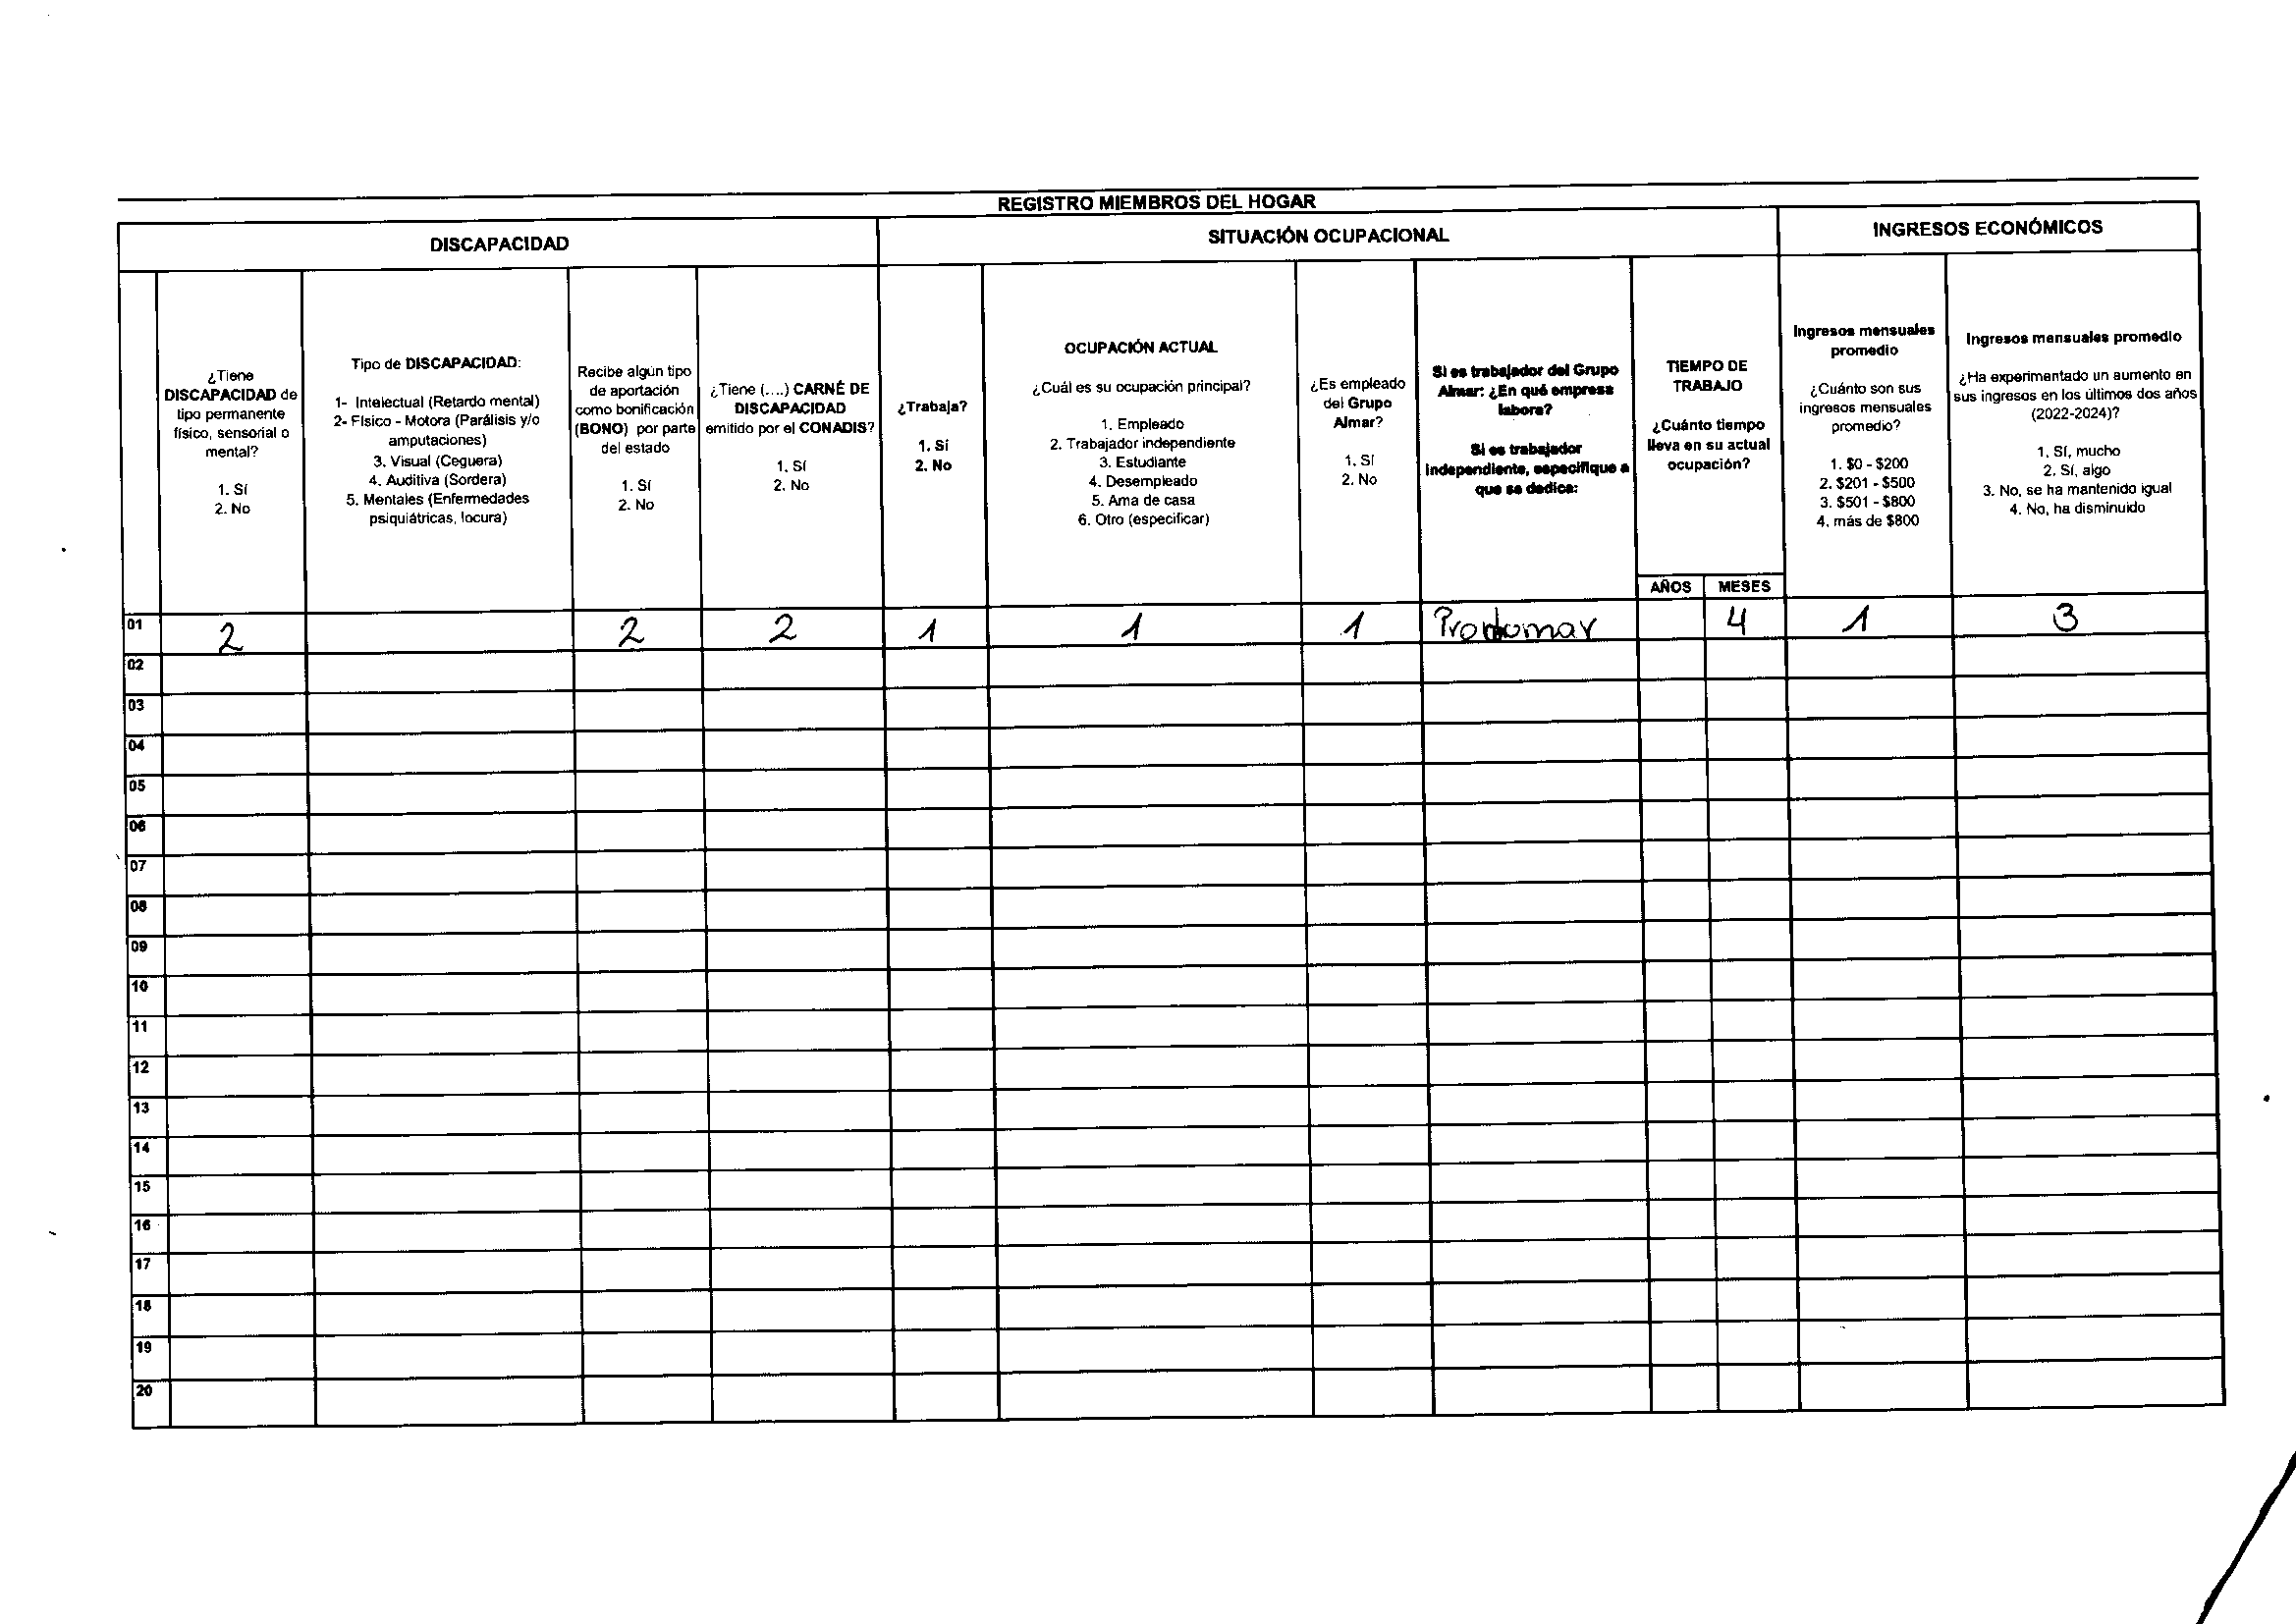 REGISTRO MIEMBROS DEL HOGAR
DISCAPACIDAD
SITUACIÓN OCUPACIONAL
INGRESOS ECONÓMICOS
¿Tiene
DISCAPACIDAD de
tipo permanente
físico, sensorial o
mental?
1. Sí
2. No
Tipo de DISCAPACIDAD:
1- Intelectual (Retardo mental)
2- Físico - Motora (Parálisis y/o
amputaciones)
3. Visual (Ceguera)
4. Auditiva (Sordera)
5. Mentales (Enfermedades
psiquiátricas, locura)
Recibe algún tipo
de aportación
como bonificación
(BONO) por parte
del estado
1. Sí
2. No
¿Tiene (....) CARNÉ DE
DISCAPACIDAD
emitido por el CONADIS?
1. Sí
2. No
¿Trabaja?
1. Sí
2. No
OCUPACIÓN ACTUAL
¿Cuál es su ocupación principal?
1. Empleado
2. Trabajador independiente
3. Estudiante
4. Desempleado
5. Ama de casa
6. Otro (especificar)
¿Es empleado
del Grupo
Almar?
1. Sí
2. No
Si es trabajador del Grupo
Almar: ¿En qué empresa
labora?
Si es trabajador
independiente, especifique a
que se dedica:
TIEMPO DE
TRABAJO
¿Cuánto tiempo
lleva en su actual
ocupación?
AÑOS MESES
Ingresos mensuales
promedio
¿Cuánto son sus
ingresos mensuales
promedio?
1. $0 - $200
2. $201 - $500
3. $501 - $800
4. más de $800
Ingresos mensuales promedio
¿Ha experimentado un aumento en
sus ingresos en los últimos dos años
(2022-2024)?
1. Sí, mucho
2. Sí, algo
3. No, se ha mantenido igual
4. No, ha disminuido
01 2 2 2 1 1 1 4 1 3
02
03
04
05
06
07
08
09
10
11
12
13
14
15
16
17
18
19
20